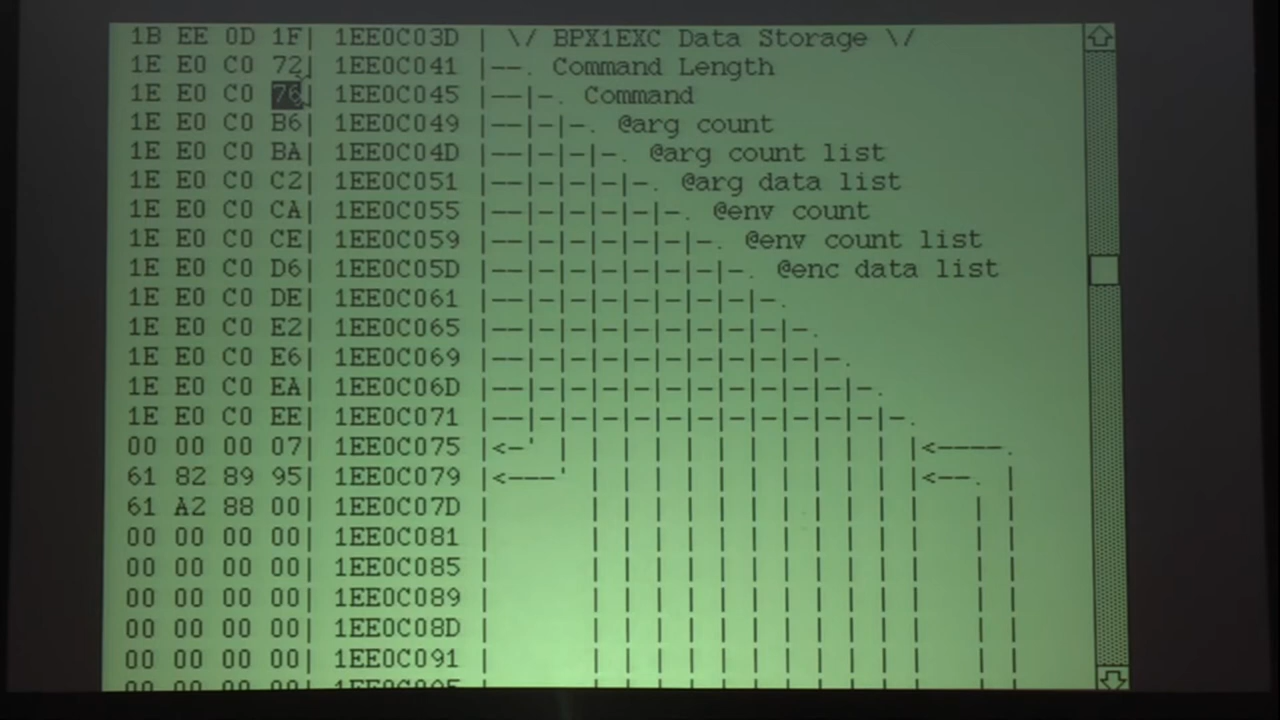 1B EE 0D 1F| 1EE0C03D | \/ BPX1EXC Data Storage \/
1E E0 C0 72| 1EE0C041 |--. Command Length
1E E0 C0 76| 1EE0C045 |--|-. Command
1E E0 C0 B6| 1EE0C049 |--|-|-. @arg count
1E E0 C0 BA| 1EE0C04D |--|-|-|-. @arg count list
1E E0 C0 C2| 1EE0C051 |--|-|-|-|-. @arg data list
1E E0 C0 CA| 1EE0C055 |--|-|-|-|-|-. @env count
1E E0 C0 CE| 1EE0C059 |--|-|-|-|-|-|-. @env count list
1E E0 C0 D6| 1EE0C05D |--|-|-|-|-|-|-|-. @enc data list
1E E0 C0 DE| 1EE0C061 |--|-|-|-|-|-|-|-|-.
1E E0 C0 E2| 1EE0C065 |--|-|-|-|-|-|-|-|-|-.
1E E0 C0 E6| 1EE0C069 |--|-|-|-|-|-|-|-|-|-|-.
1E E0 C0 EA| 1EE0C06D |--|-|-|-|-|-|-|-|-|-|-|-.
1E E0 C0 EE| 1EE0C071 |--|-|-|-|-|-|-|-|-|-|-|-|-.
00 00 00 07| 1EE0C075 |<-' | | | | | | | | | | | |<----.
61 82 89 95| 1EE0C079 |<---' | | | | | | | | | | |<--. |
61 A2 88 00| 1EE0C07D | | | | | | | | | | | | | |
00 00 00 00| 1EE0C081 | | | | | | | | | | | | | |
00 00 00 00| 1EE0C085 | | | | | | | | | | | | | |
00 00 00 00| 1EE0C089 | | | | | | | | | | | | | |
00 00 00 00| 1EE0C08D | | | | | | | | | | | | | |
00 00 00 00| 1EE0C091 | | | | | | | | | | | | | |